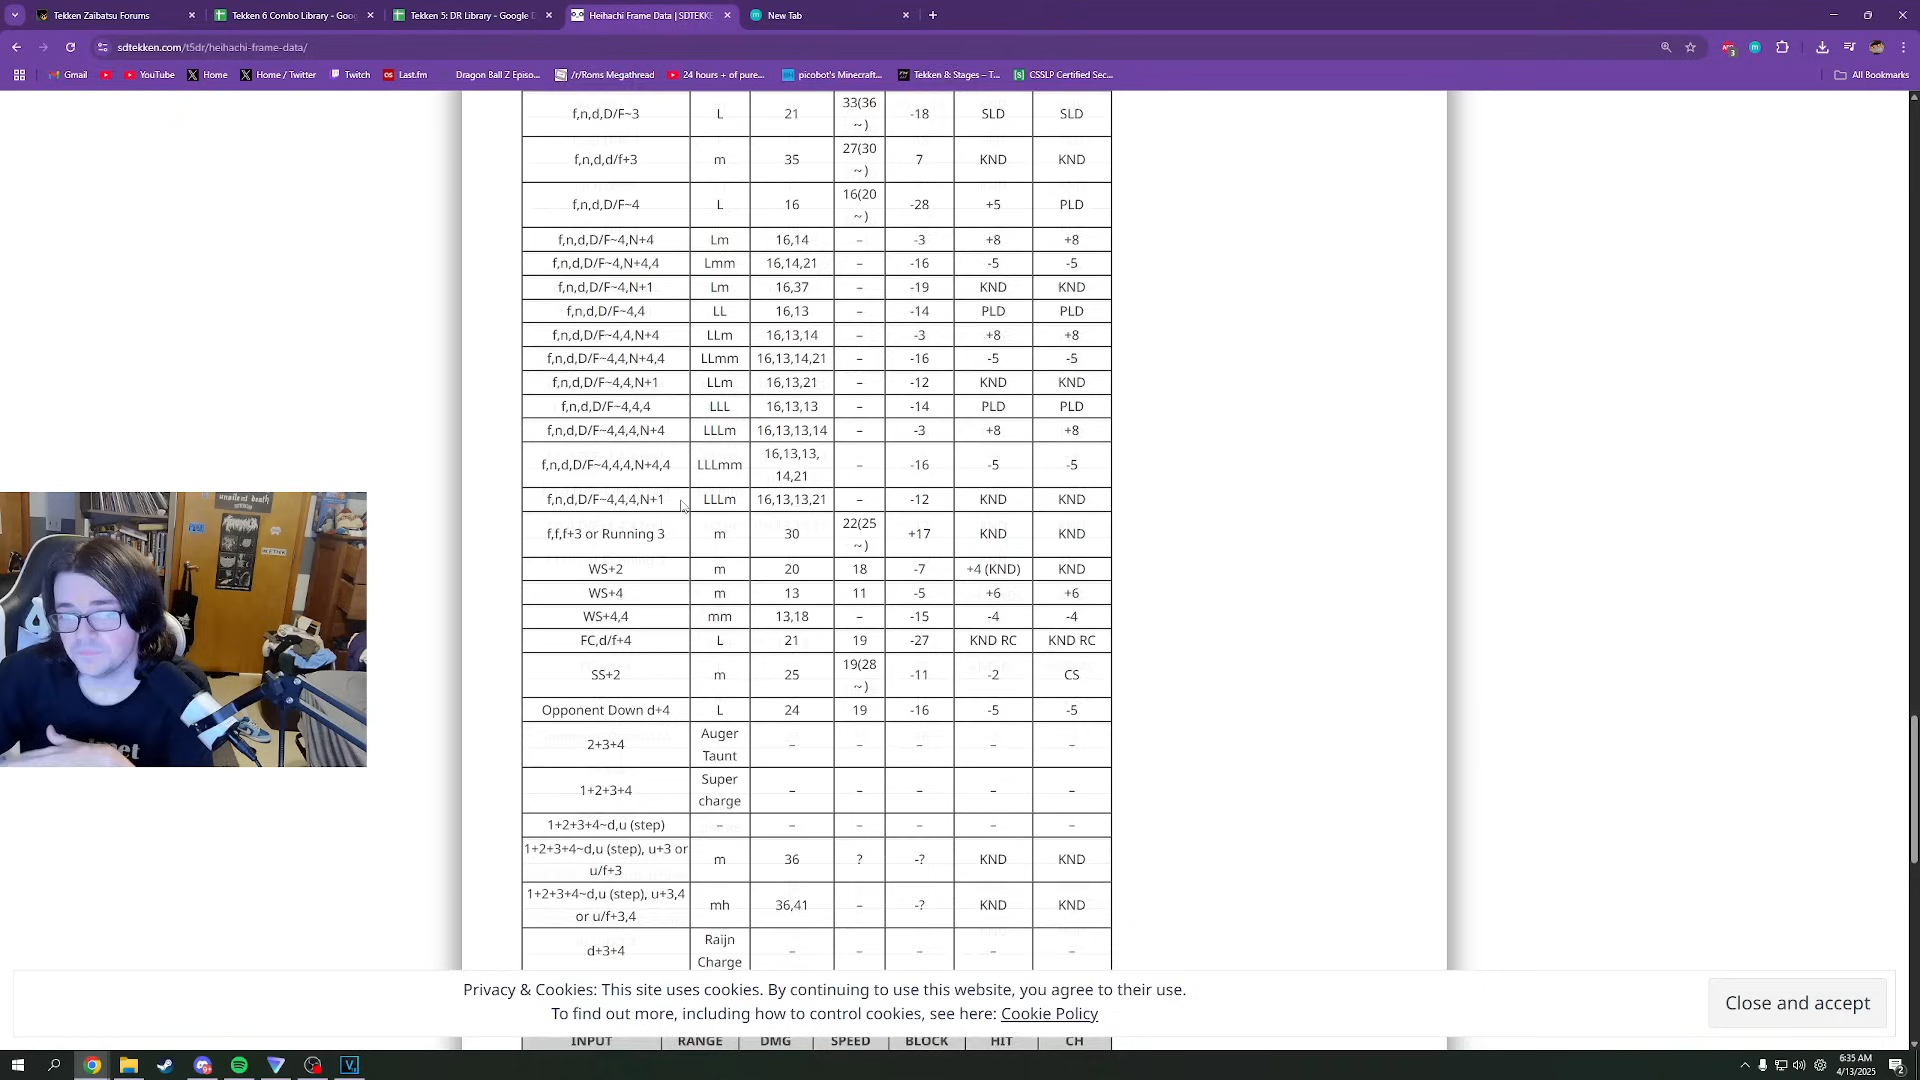 Tekken Zaibatsu Forums
Tekken 6 Combo Library - Goo
Tekken 5: DR Library - Google D
Heihachi Frame Data | SDTEKKE
New Tab
sdtekken.com/t5dr/heihachi-frame-data/
Gmail
YouTube
Home
Home / Twitter
Twitch
Last.fm
Dragon Ball Z Episo...
/r/Roms Megathread
24 hours + of pure...
picobot's Minecraft...
Tekken & Stages – T...
CSSLP Certified Sec...
All Bookmarks
f,n,d,D/F~3 L 21 33(36 ~) -18 SLD SLD
f,n,d,d/f+3 m 35 27(30 ~) 7 KND KND
f,n,d,D/F~4 L 16 16(20 ~) -28 +5 PLD
f,n,d,D/F~4,N+4 Lm 16,14 – -3 +8 +8
f,n,d,D/F~4,N+4,4 Lmm 16,14,21 – -16 -5 -5
f,n,d,D/F~4,N+1 Lm 16,37 – -19 KND KND
f,n,d,D/F~4,4 LL 16,13 – -14 PLD PLD
f,n,d,D/F~4,4,N+4 LLm 16,13,14 – -3 +8 +8
f,n,d,D/F~4,4,N+4,4 LLmm 16,13,14,21 – -16 -5 -5
f,n,d,D/F~4,4,N+1 LLm 16,13,21 – -12 KND KND
f,n,d,D/F~4,4,4 LLL 16,13,13 – -14 PLD PLD
f,n,d,D/F~4,4,4,N+4 LLLm 16,13,13,14 – -3 +8 +8
f,n,d,D/F~4,4,4,N+4,4 LLLmm 16,13,13, 14,21 – -16 -5 -5
f,n,d,D/F~4,4,4,N+1 LLLm 16,13,13,21 – -12 KND KND
f,f,f+3 or Running 3 m 30 22(25 ~) +17 KND KND
WS+2 m 20 18 -7 +4 (KND) KND
WS+4 m 13 11 -5 +6 +6
WS+4,4 mm 13,18 – -15 -4 -4
FC,d/f+4 L 21 19 -27 KND RC KND RC
SS+2 m 25 19(28 ~) -11 -2 CS
Opponent Down d+4 L 24 19 -16 -5 -5
2+3+4 Auger Taunt – – – – –
1+2+3+4 Super charge – – – – –
1+2+3+4~d,u (step) – – – – – –
1+2+3+4~d,u (step), u+3 or u/f+3 m 36 ? -? KND KND
1+2+3+4~d,u (step), u+3,4 or u/f+3,4 mh 36,41 – -? KND KND
d+3+4 Raijn Charge – – – – –
Privacy & Cookies: This site uses cookies. By continuing to use this website, you agree to their use.
To find out more, including how to control cookies, see here: Cookie Policy
Close and accept
INPUT RANGE DMG SPEED BLOCK HIT CH
6:35 AM
4/13/2025